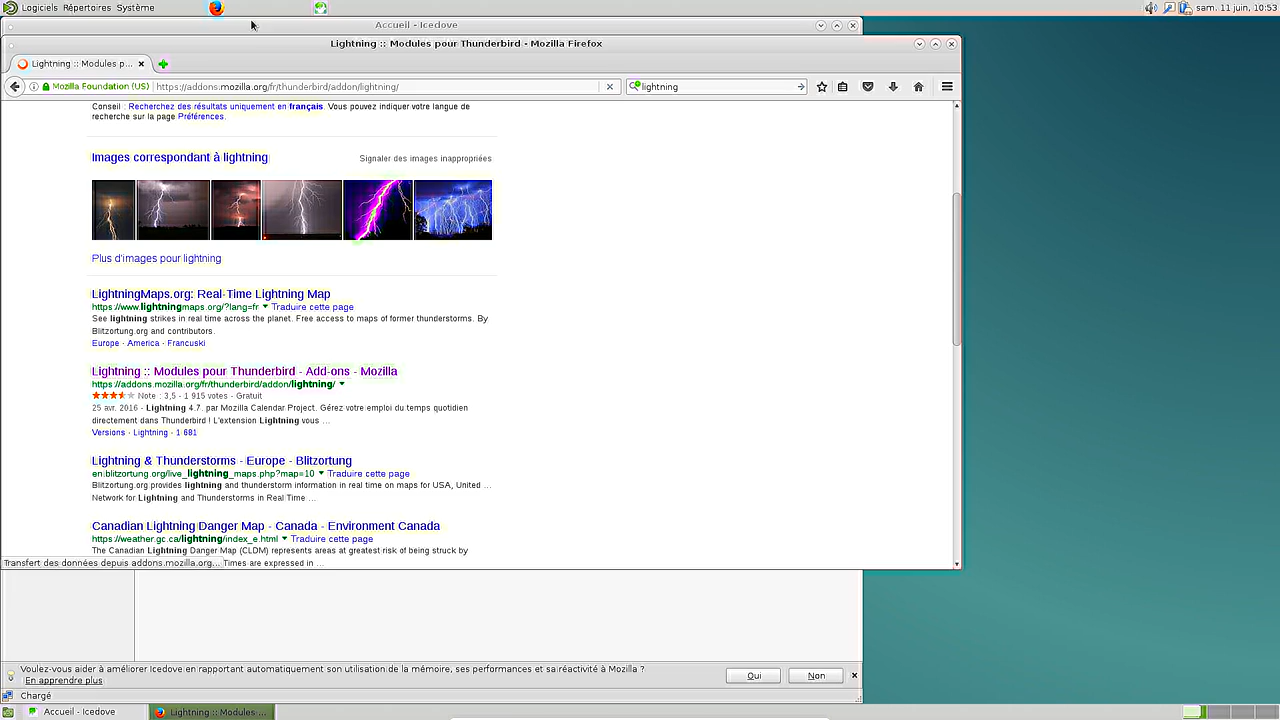 Logiciels Répertoires Système
sam. 11 juin, 10:53
Accueil - Icedove
Lightning :: Modules pour Thunderbird - Mozilla Firefox
Lightning :: Modules p...
Mozilla Foundation (US)
https://addons.mozilla.org/fr/thunderbird/addon/lightning/
lightning
Conseil : Recherchez des résultats uniquement en français. Vous pouvez indiquer votre langue de
recherche sur la page Préférences.
Images correspondant à lightning
Signaler des images inappropriées
Plus d'images pour lightning
LightningMaps.org: Real-Time Lightning Map
https://www.lightningmaps.org/?lang=fr Traduire cette page
See lightning strikes in real time across the planet. Free access to maps of former thunderstorms. By
Blitzortung.org and contributors.
Europe - America - Francuski
Lightning :: Modules pour Thunderbird - Add-ons - Mozilla
https://addons.mozilla.org/fr/thunderbird/addon/lightning/
Note : 3,5 - 1 915 votes - Gratuit
25 avr. 2016 - Lightning 4.7. par Mozilla Calendar Project. Gérez votre emploi du temps quotidien
directement dans Thunderbird ! L'extension Lightning vous ...
Versions - Lightning - 1 681
Lightning & Thunderstorms - Europe - Blitzortung
en.blitzortung.org/live_lightning_maps.php?map=10 Traduire cette page
Blitzortung.org provides lightning and thunderstorm information in real time on maps for USA, United ...
Network for Lightning and Thunderstorms in Real Time ...
Canadian Lightning Danger Map - Canada - Environment Canada
https://weather.gc.ca/lightning/index_e.html Traduire cette page
The Canadian Lightning Danger Map (CLDM) represents areas at greatest risk of being struck by
Transfert des données depuis addons.mozilla.org... Times are expressed in ...
Voulez-vous aider à améliorer Icedove en rapportant automatiquement son utilisation de la mémoire, ses performances et sa réactivité à Mozilla ?
En apprendre plus
Oui
Non
Chargé
Accueil - Icedove
Lightning :: Modules ...